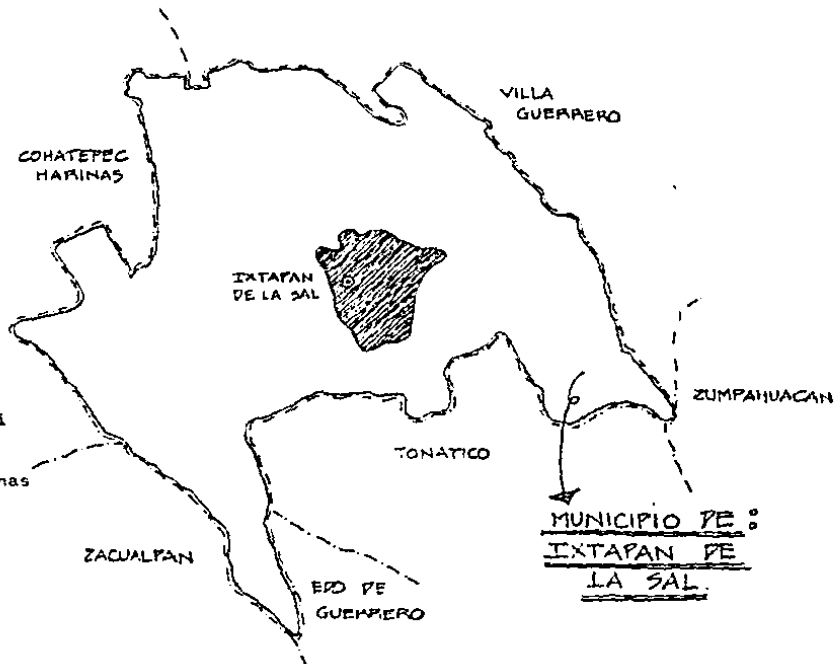 VILLA
GUERRERO
COHATEPEC
HARINAS
IXTAPAN
DE LA SAL
ZUMPAHUACAN
TONATICO
ZACUALPAN
EDO DE
GUERRERO
MUNICIPIO DE :
IXTAPAN DE
LA SAL.